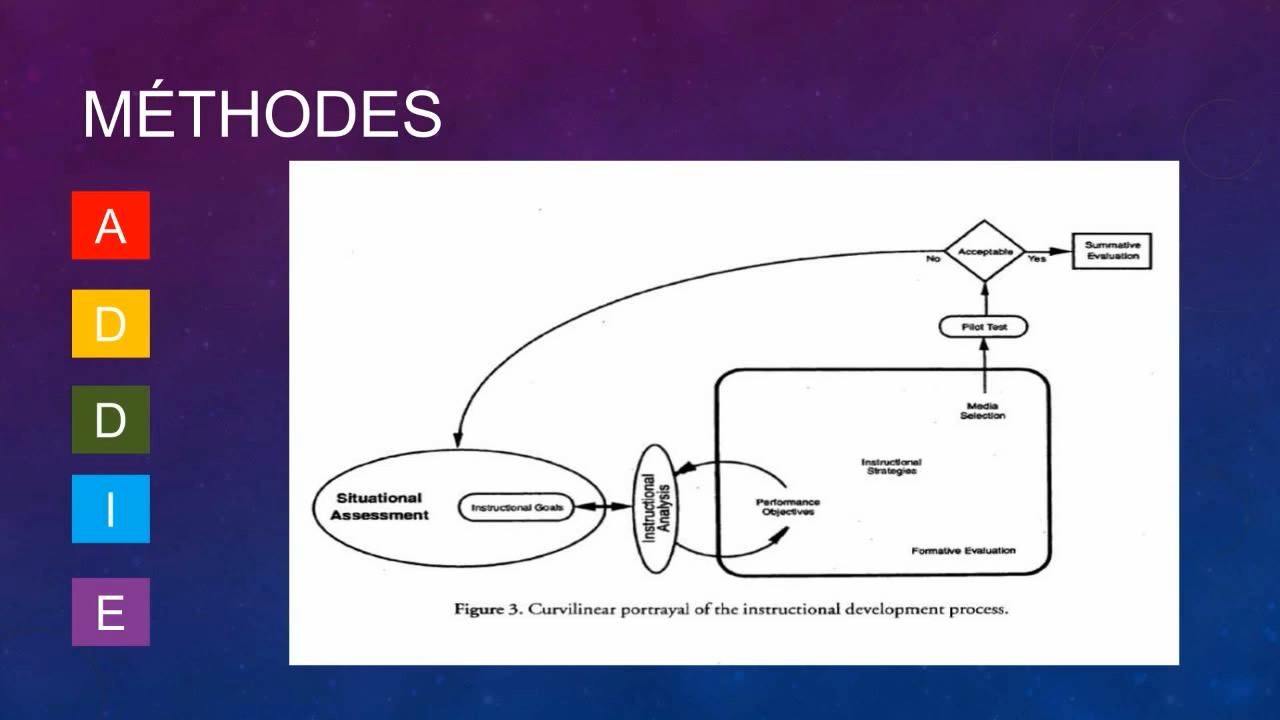 MÉTHODES
A
D
D
I
E
Acceptable
No
Yes
Summative
Evaluation
Pilot Test
Media
Selection
Instructional
Strategies
Situational
Assessment
Instructional Goals
Instructional
Analysis
Performance
Objectives
Formative Evaluation
Figure 3. Curvilinear portrayal of the instructional development process.